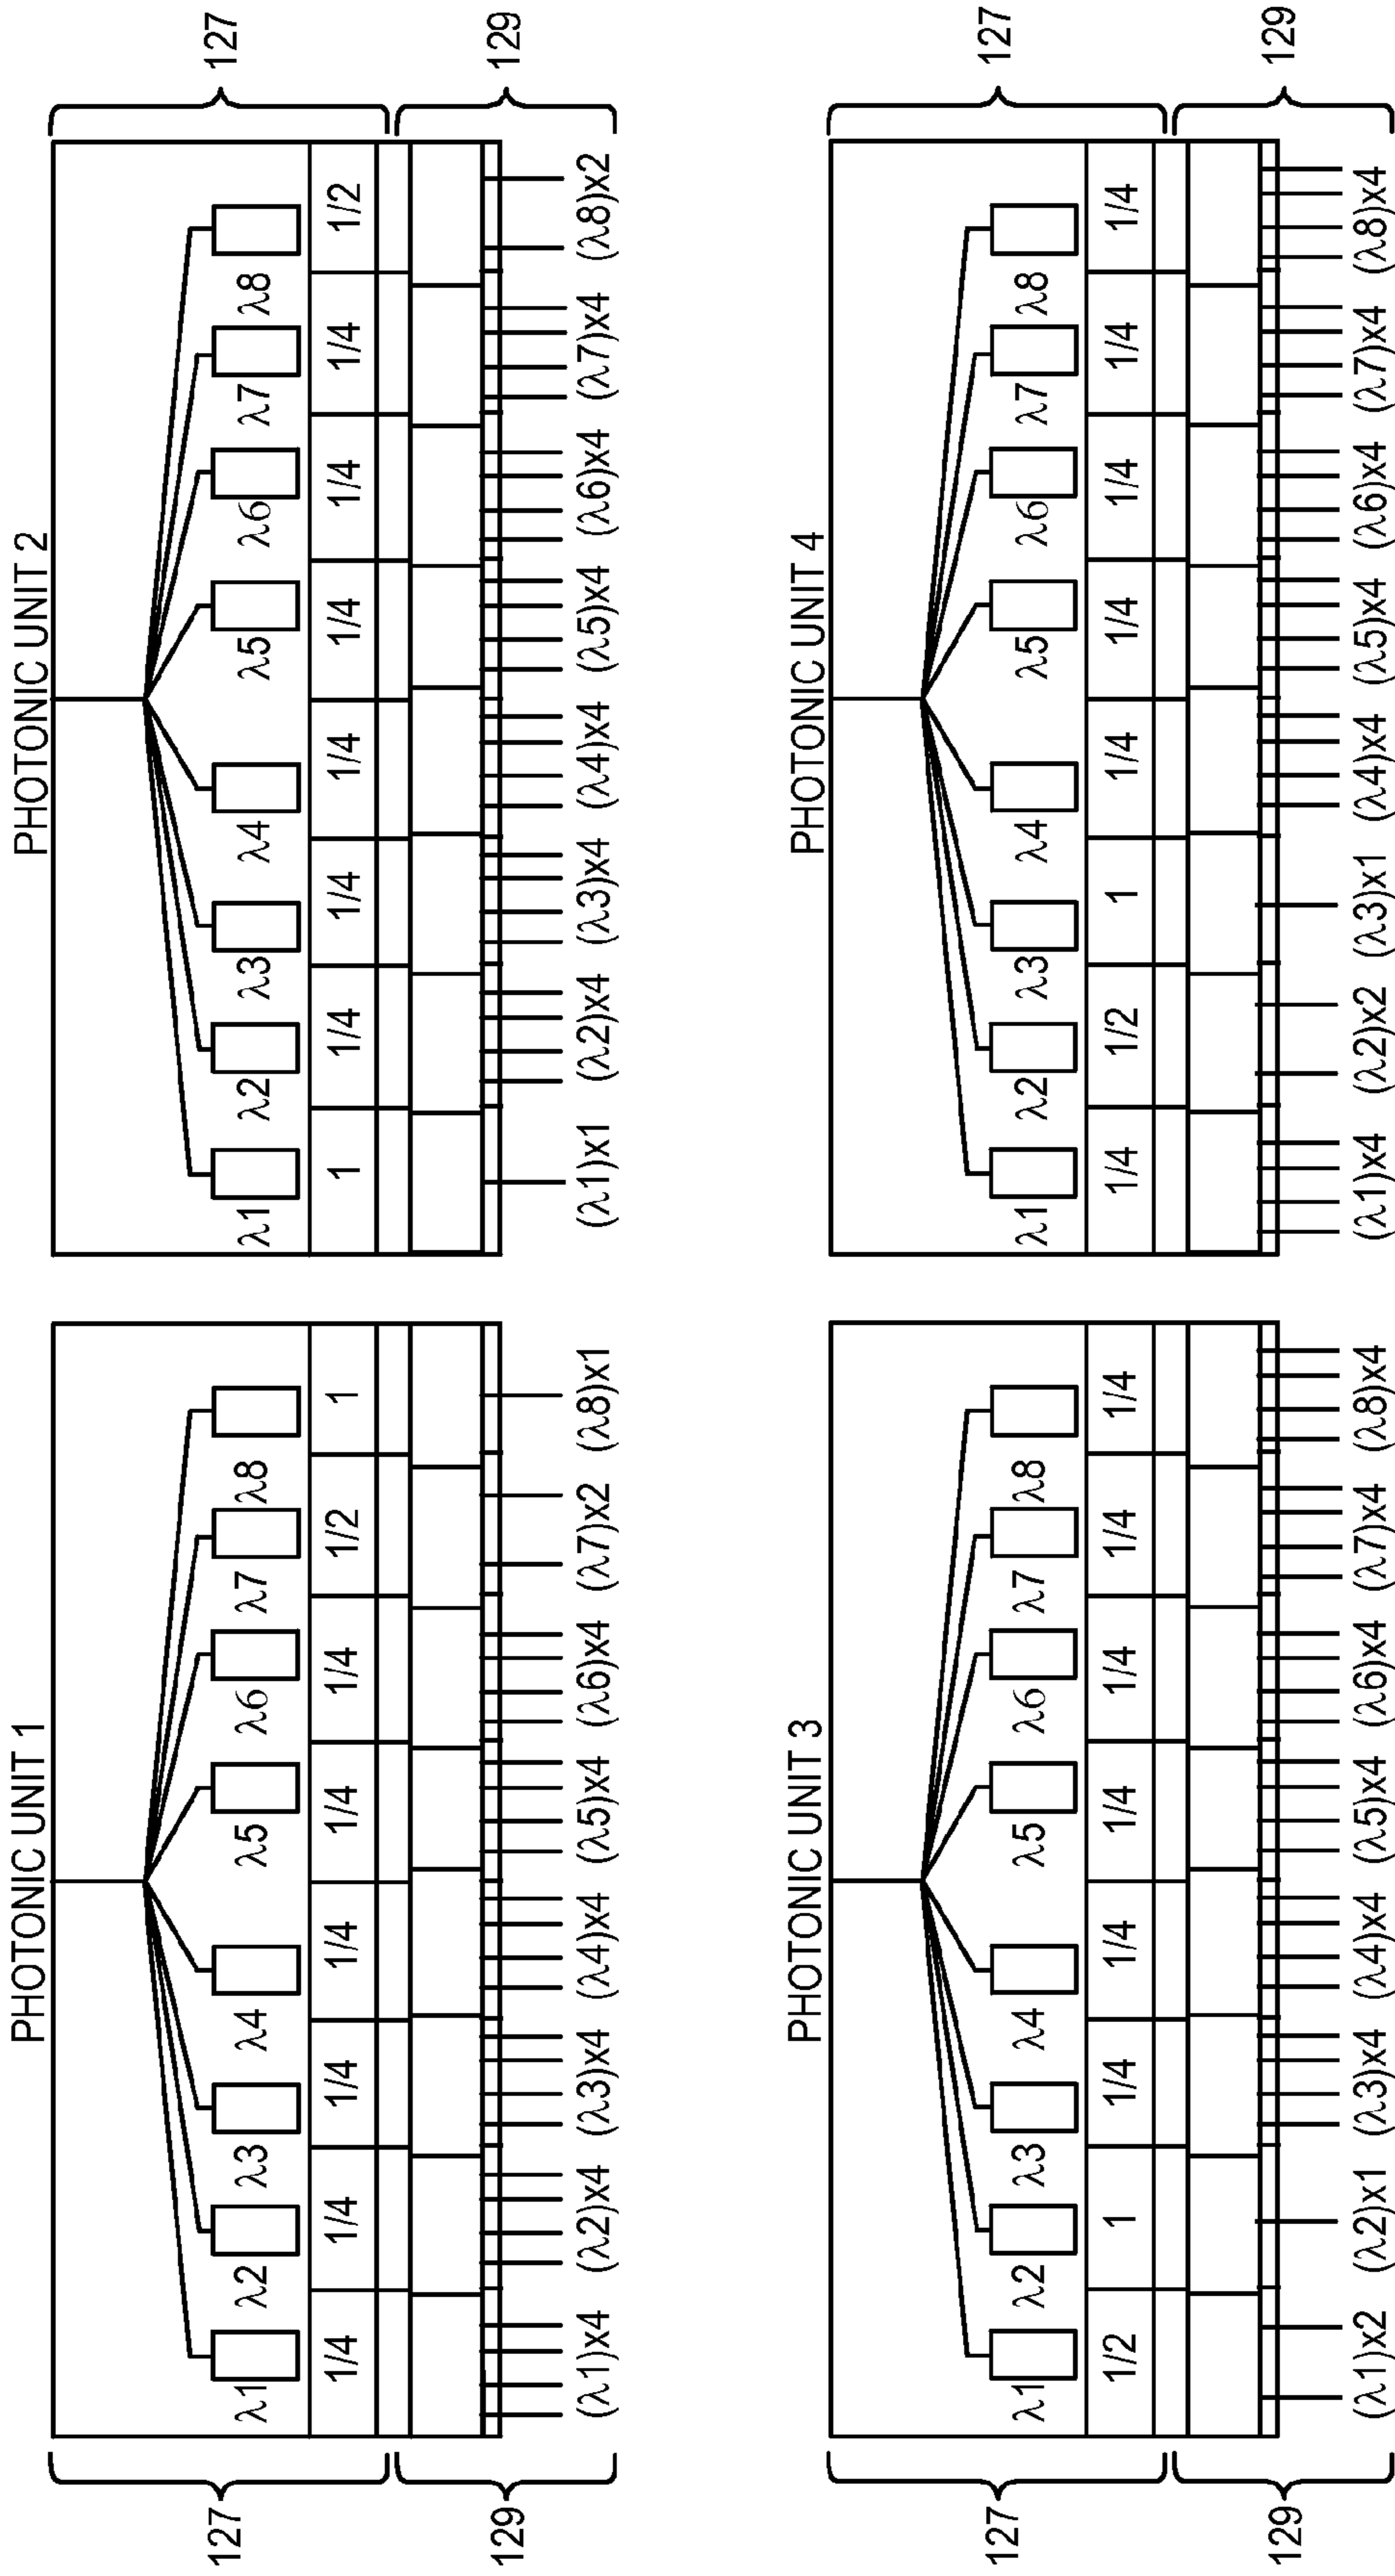 PHOTONIC UNIT 1
127
λ1 λ2 λ3 λ4 λ5 λ6 λ7 λ8
1/4 1/4 1/4 1/4 1/4 1/4 1/2 1
129
(λ1)x4 (λ2)x4 (λ3)x4 (λ4)x4 (λ5)x4 (λ6)x4 (λ7)x2 (λ8)x1
PHOTONIC UNIT 2
127
λ1 λ2 λ3 λ4 λ5 λ6 λ7 λ8
1 1/4 1/4 1/4 1/4 1/4 1/4 1/2
129
(λ1)x1 (λ2)x4 (λ3)x4 (λ4)x4 (λ5)x4 (λ6)x4 (λ7)x4 (λ8)x2
PHOTONIC UNIT 3
127
λ1 λ2 λ3 λ4 λ5 λ6 λ7 λ8
1/2 1 1/4 1/4 1/4 1/4 1/4 1/4
129
(λ1)x2 (λ2)x1 (λ3)x4 (λ4)x4 (λ5)x4 (λ6)x4 (λ7)x4 (λ8)x4
PHOTONIC UNIT 4
127
λ1 λ2 λ3 λ4 λ5 λ6 λ7 λ8
1/4 1/2 1 1/4 1/4 1/4 1/4 1/4
129
(λ1)x4 (λ2)x2 (λ3)x1 (λ4)x4 (λ5)x4 (λ6)x4 (λ7)x4 (λ8)x4